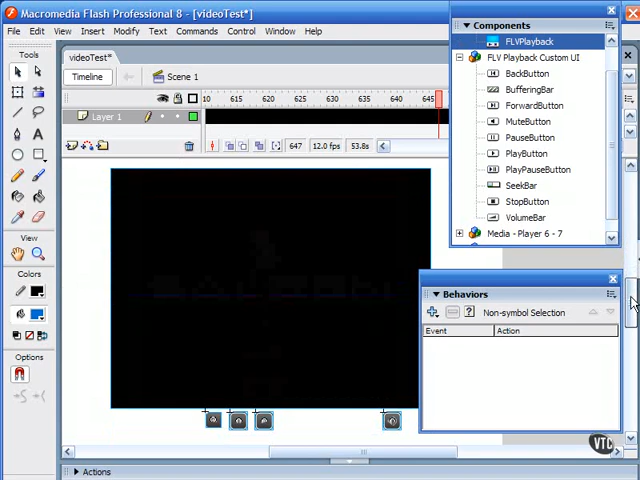 Macromedia Flash Professional 8 - [videoTest*]
File Edit View Insert Modify Text Commands Control Window Help
Components
FLVPlayback
FLV Playback Custom UI
BackButton
BufferingBar
ForwardButton
MuteButton
PauseButton
PlayButton
PlayPauseButton
SeekBar
StopButton
VolumeBar
Media - Player 6 - 7
Tools
View
Colors
Options
videoTest*
Timeline
Scene 1
10 615 620 625 630 635 640 645
Layer 1
647 12.0 fps 53.8s
Behaviors
Non-symbol Selection
Event Action
VTC
Actions